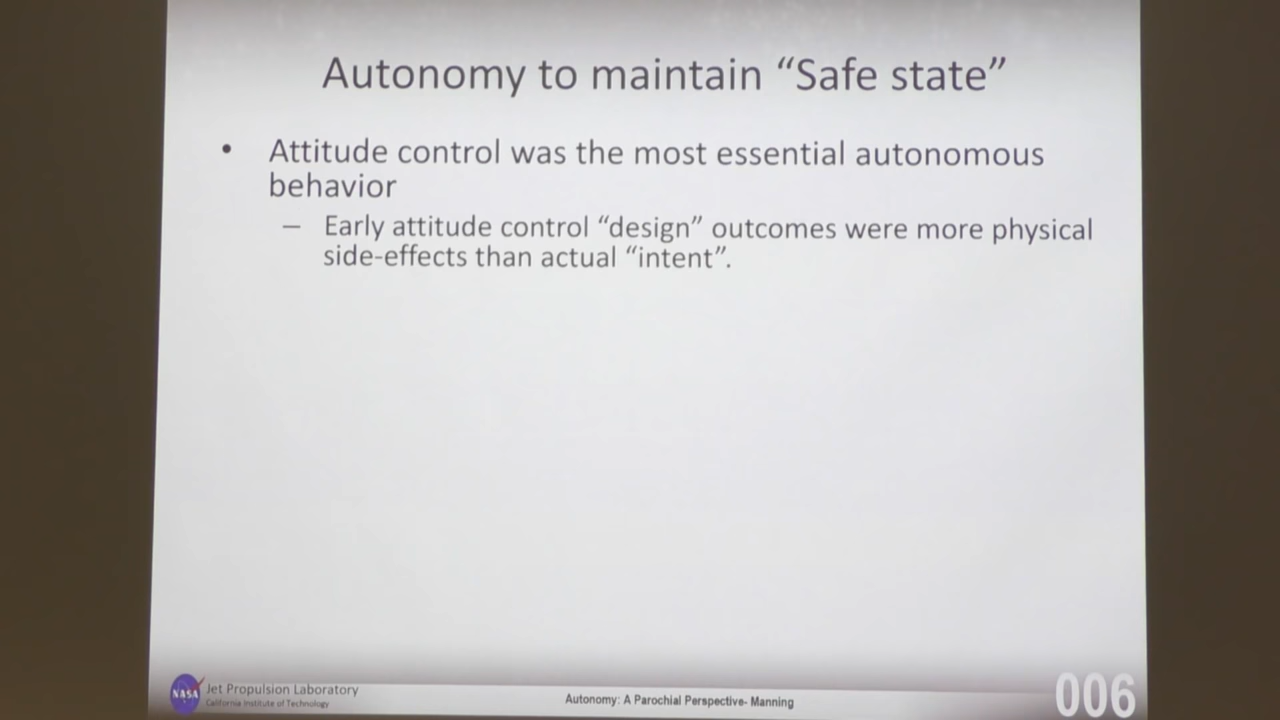 Autonomy to maintain “Safe state”
• Attitude control was the most essential autonomous
behavior
– Early attitude control “design” outcomes were more physical
side-effects than actual “intent”.
NASA
Jet Propulsion Laboratory
California Institute of Technology
Autonomy: A Parochial Perspective- Manning
006